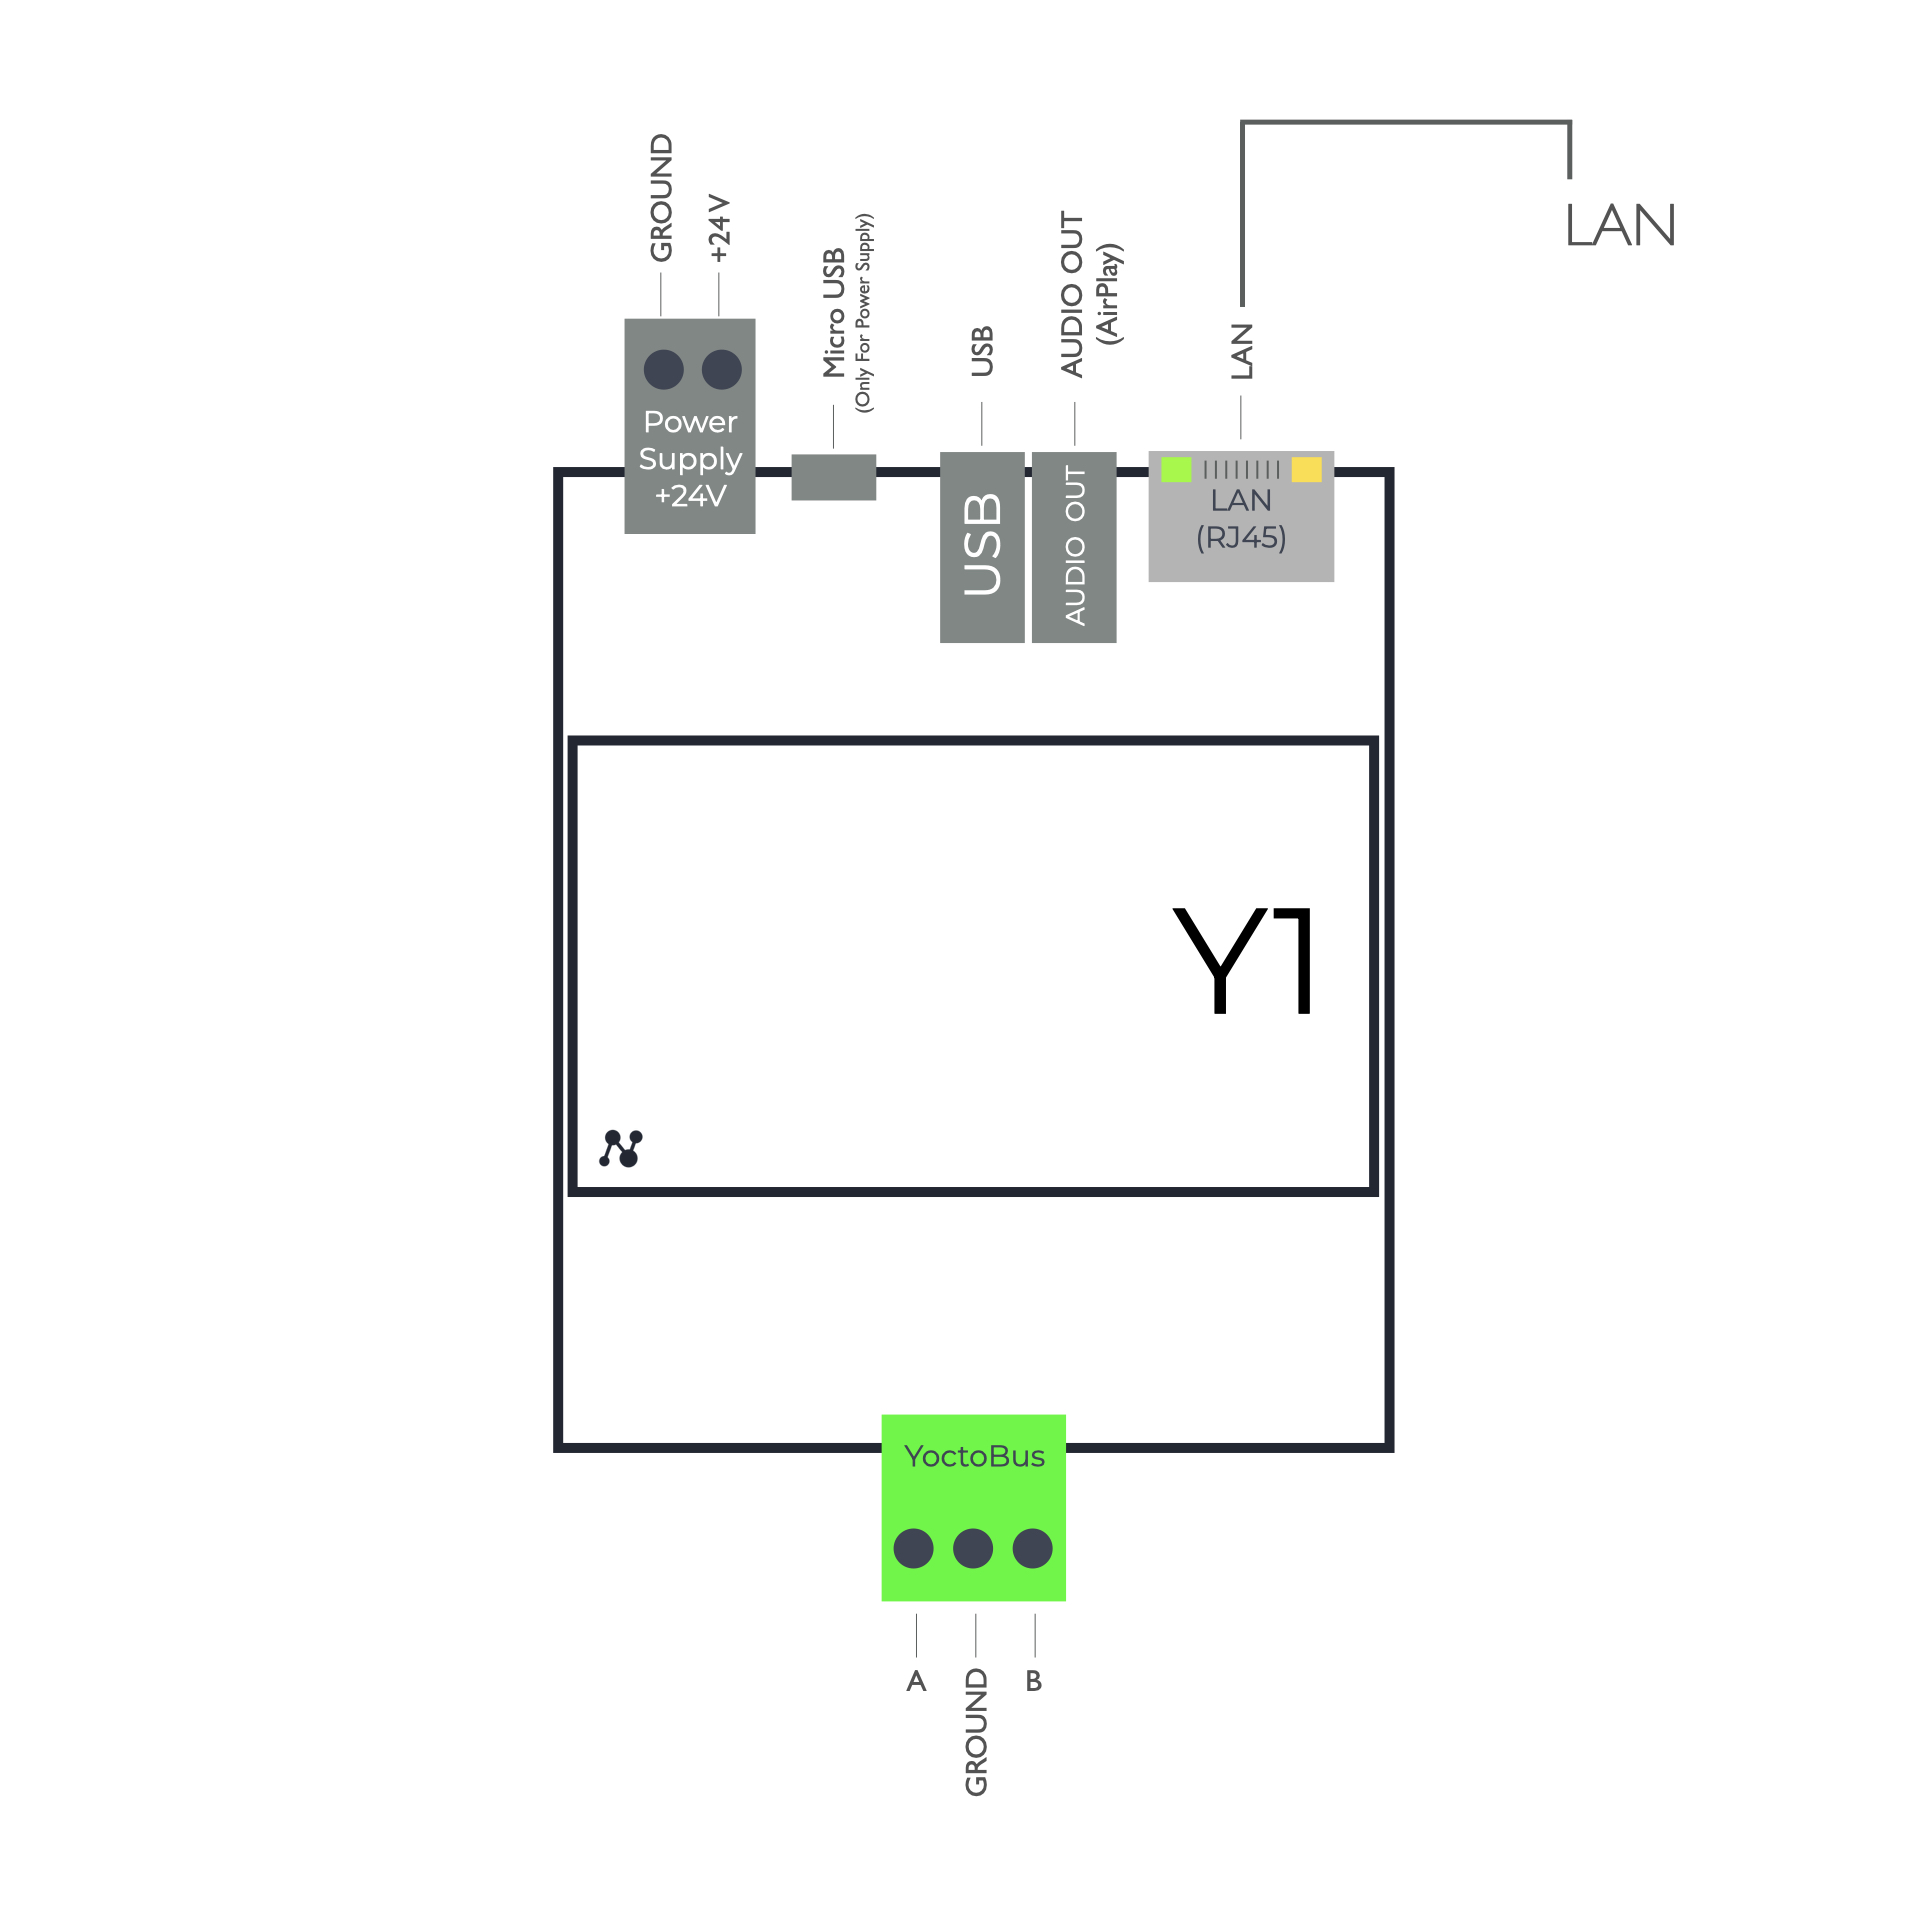 GROUND
+24V
Micro USB
(Only For Power Supply)
USB
AUDIO OUT
(AirPlay)
LAN
LAN
Power
Supply
+24V
USB
AUDIO OUT
LAN
(RJ45)
Y1
YoctoBus
A
GROUND
B